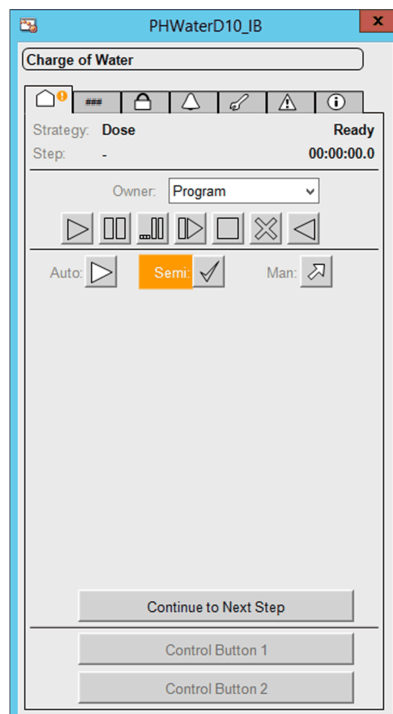 PHWaterD10_IB
x
Charge of Water
###
Strategy: Dose Ready
Step: - 00:00:00.0
Owner: Program
Auto: Semi: Man:
Continue to Next Step
Control Button 1
Control Button 2